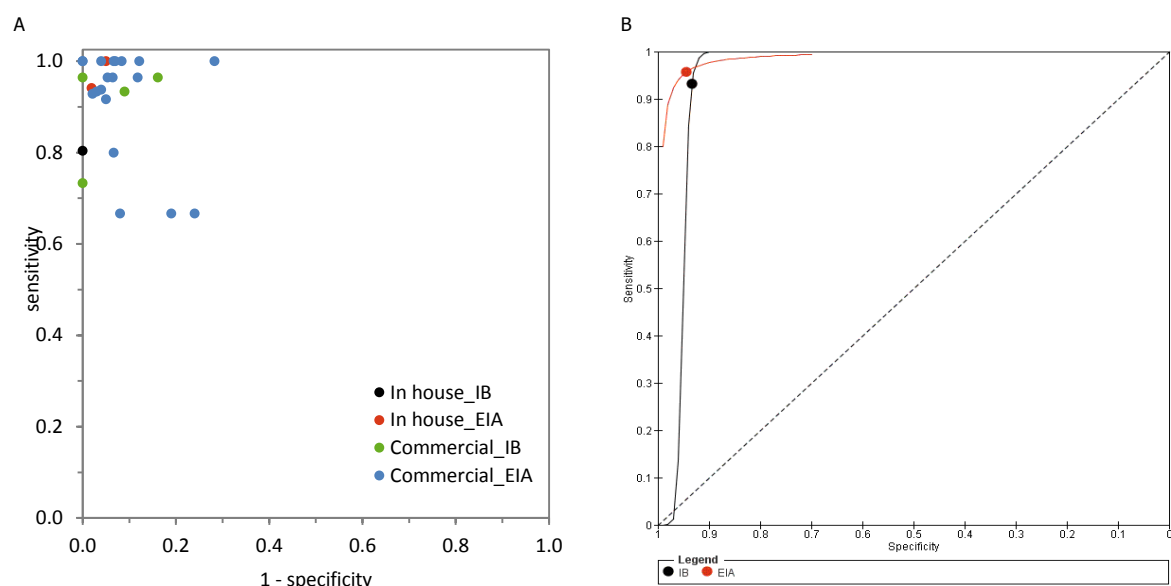 A
1.0
0.8
0.6
0.4
0.2
0.0
sensitivity
0.0 0.2 0.4 0.6 0.8 1.0
1 - specificity
In house_IB
In house_EIA
Commercial_IB
Commercial_EIA
B
1
0.9
0.8
0.7
0.6
0.5
0.4
0.3
0.2
0.1
0
Sensitivity
1 0.9 0.8 0.7 0.6 0.5 0.4 0.3 0.2 0.1 0
Specificity
Legend
IB EIA